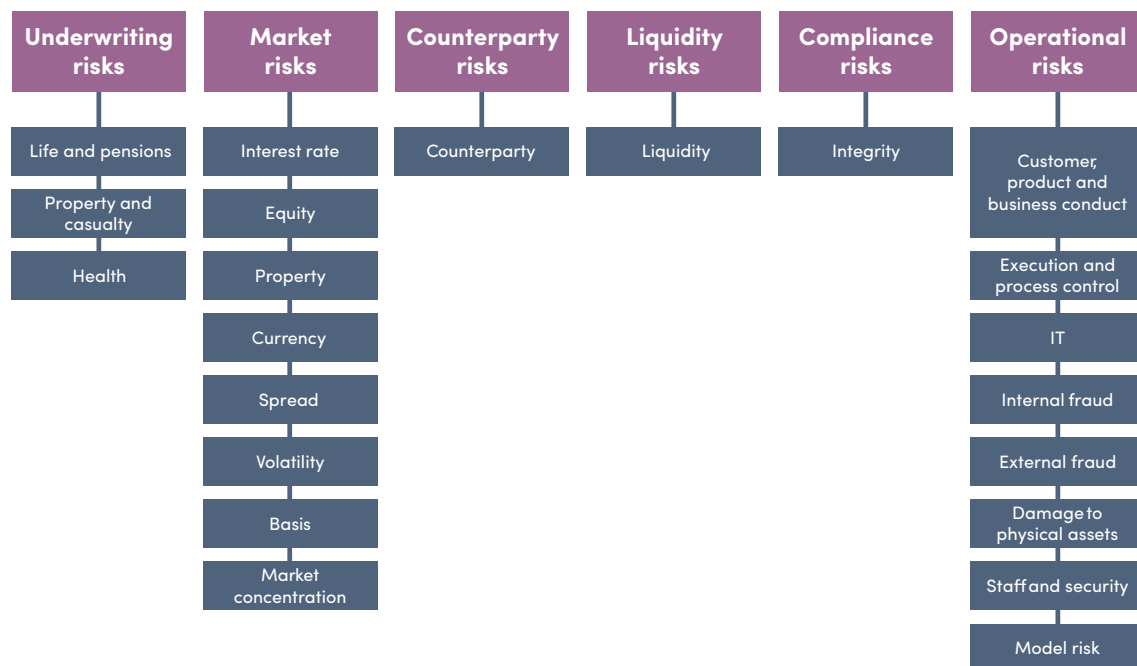 Underwriting
risks
Life and pensions
Property and
casualty
Health
Market
risks
Interest rate
Equity
Property
Currency
Spread
Volatility
Basis
Market
concentration
Counterparty
risks
Counterparty
Liquidity
risks
Liquidity
Compliance
risks
Integrity
Operational
risks
Customer,
product and
business conduct
Execution and
process control
IT
Internal fraud
External fraud
Damage to
physical assets
Staff and security
Model risk